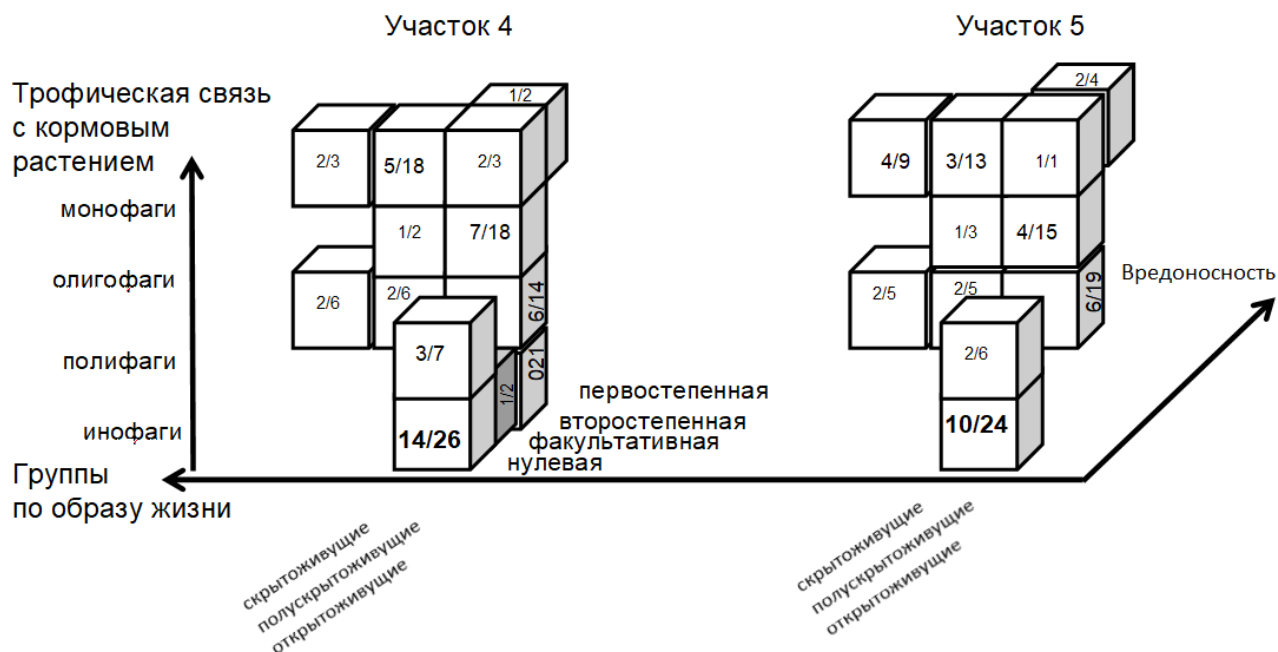 Участок 4
Участок 5
Трофическая связь
с кормовым
растением
монофаги
олигофаги
полифаги
инофаги
Группы
по образу жизни
1/2
2/3
5/18
2/3
1/2
7/18
2/6
2/6
6/14
3/7
021
1/2
14/26
первостепенная
второстепенная
факультативная
нулевая
скрытоживущие
полускрытоживущие
открытоживущие
2/4
4/9
3/13
1/1
1/3
4/15
2/5
2/5
6/19
2/6
10/24
Вредоносность
скрытоживущие
полускрытоживущие
открытоживущие